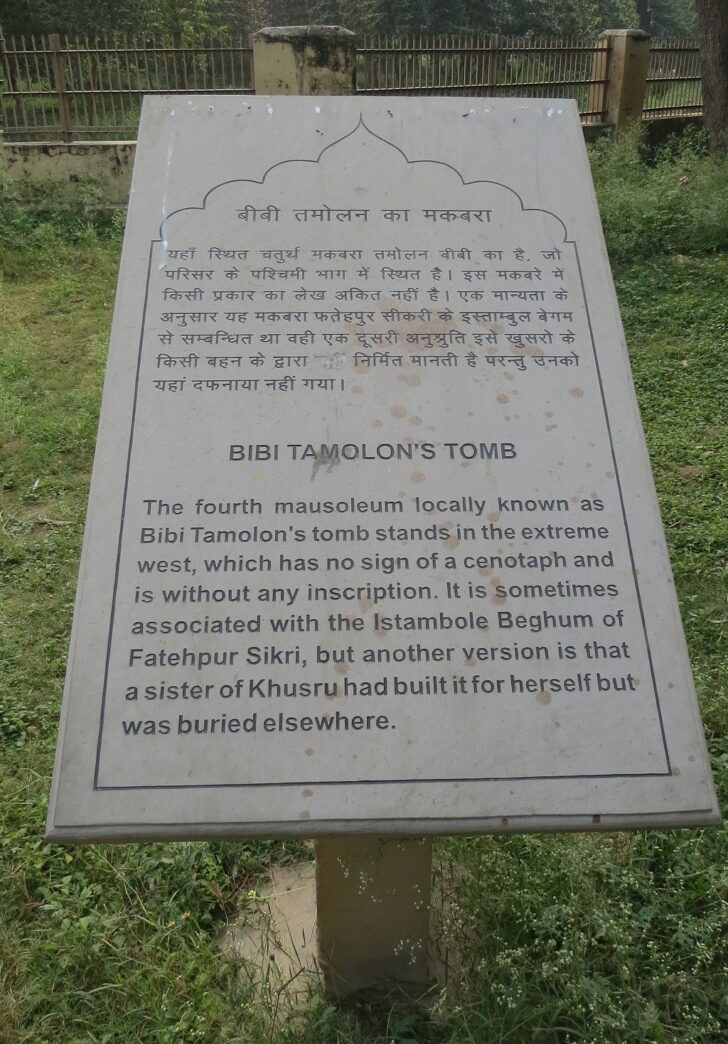 बीबी तमोलन का मकबरा
यहाँ स्थित चतुर्थ मकबरा तमोलन बीबी का है. जो
परिसर के पश्चिमी भाग में स्थित है। इस मकबरे में
किसी प्रकार का लेख अकित नहीं है। एक मान्यता के
अनुसार यह मकबरा फतेहपुर सीकरी के इस्ताम्बुल बेगम
से सम्बन्धित था वही एक दूसरी अनुश्रुति इसे खुसरो के
किसी बहन के द्वारा निर्मित मानती है परन्तु उनको
यहां दफनाया नहीं गया।
BIBI TAMOLON'S TOMB
The fourth mausoleum locally known as
Bibi Tamolon's tomb stands in the extreme
west, which has no sign of a cenotaph and
is without any inscription. It is sometimes
associated with the Istambole Beghum of
Fatehpur Sikri, but another version is that
a sister of Khusru had built it for herself but
was buried elsewhere.